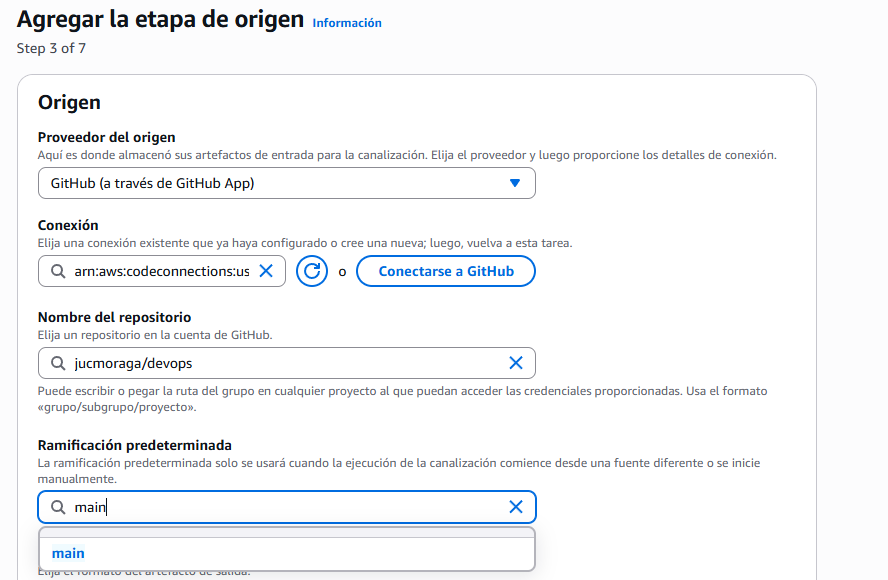 Agregar la etapa de origen Información
Step 3 of 7
Origen
Proveedor del origen
Aquí es donde almacenó sus artefactos de entrada para la canalización. Elija el proveedor y luego proporcione los detalles de conexión.
GitHub (a través de GitHub App)
Conexión
Elija una conexión existente que ya haya configurado o cree una nueva; luego, vuelva a esta tarea.
arn:aws:codeconnections:us o Conectarse a GitHub
Nombre del repositorio
Elija un repositorio en la cuenta de GitHub.
jucmoraga/devops
Puede escribir o pegar la ruta del grupo en cualquier proyecto al que puedan acceder las credenciales proporcionadas. Usa el formato
«grupo/subgrupo/proyecto».
Ramificación predeterminada
La ramificación predeterminada solo se usará cuando la ejecución de la canalización comience desde una fuente diferente o se inicie
manualmente.
main
main
Elija el formato del artefacto de salida.